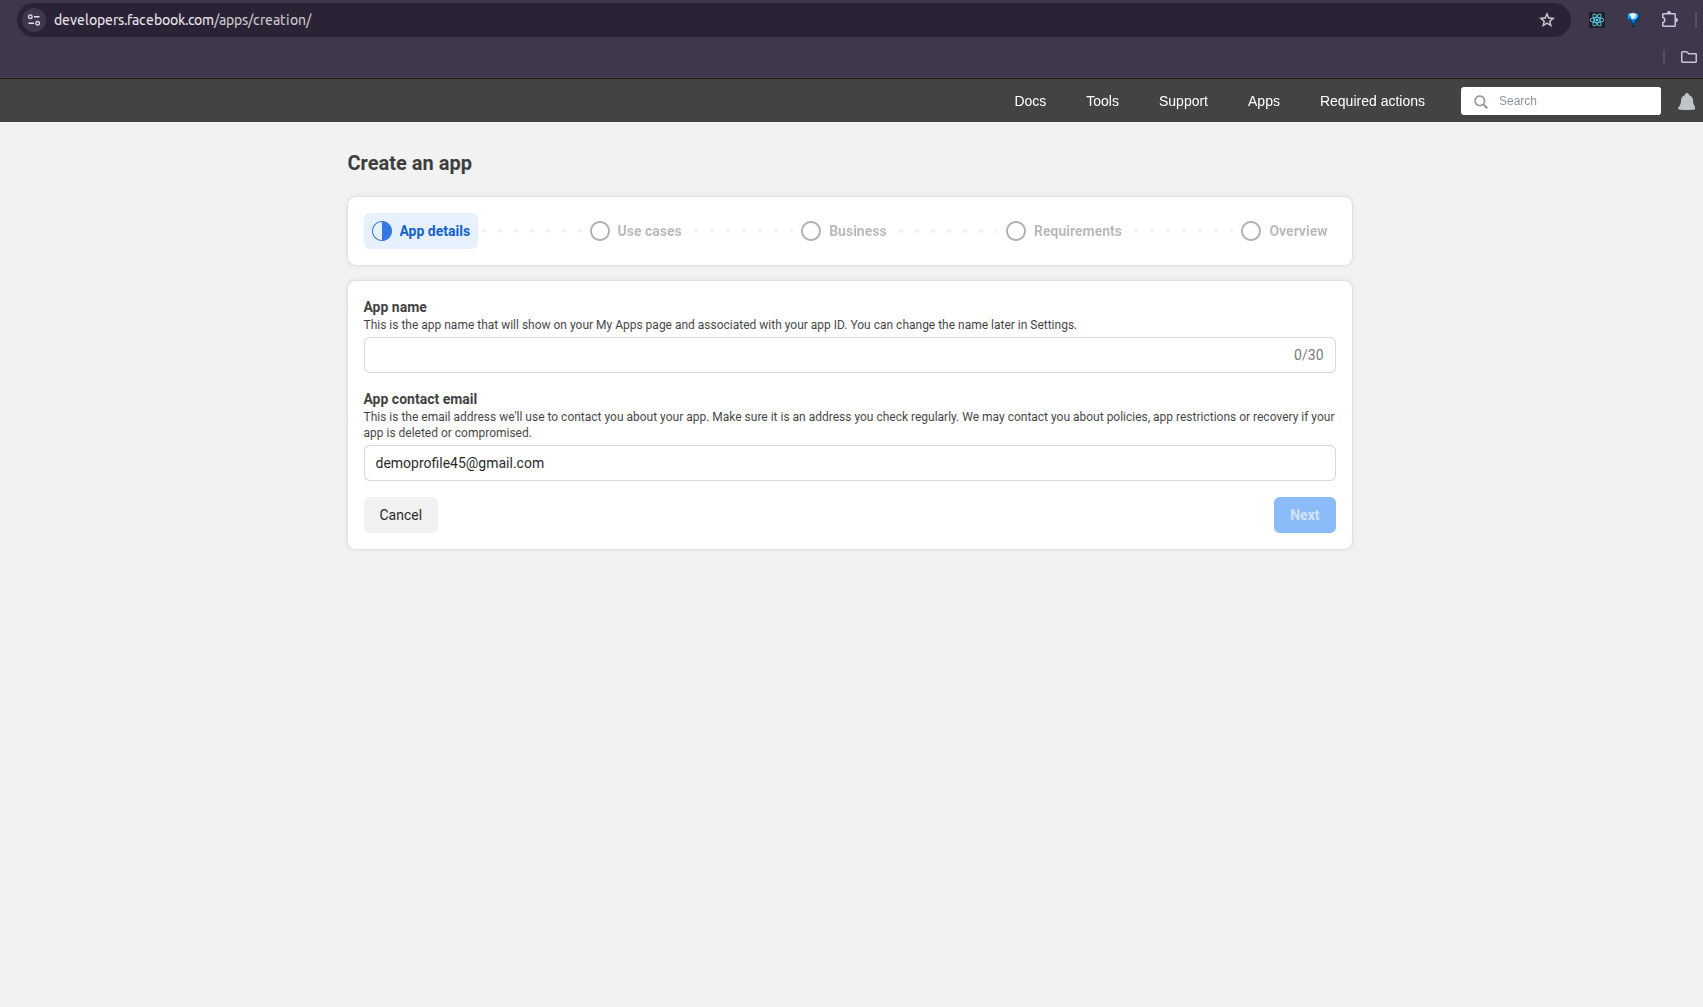 developers.facebook.com/apps/creation/
Docs Tools Support Apps Required actions Search
Create an app
App details Use cases Business Requirements Overview
App name
This is the app name that will show on your My Apps page and associated with your app ID. You can change the name later in Settings.
0/30
App contact email
This is the email address we'll use to contact you about your app. Make sure it is an address you check regularly. We may contact you about policies, app restrictions or recovery if your
app is deleted or compromised.
demoprofile45@gmail.com
Cancel Next